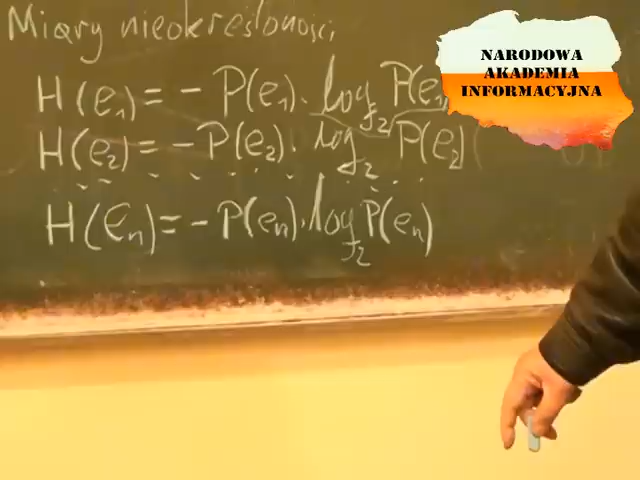 Miary nieokreśloności
H(e₁) = - P(e₁) · log₂ P(e₁)
H(e₂) = - P(e₂) · log₂ P(e₂)
H(eₙ) = - P(eₙ) · log₂ P(eₙ)
NARODOWA
AKADEMIA
INFORMACYJNA